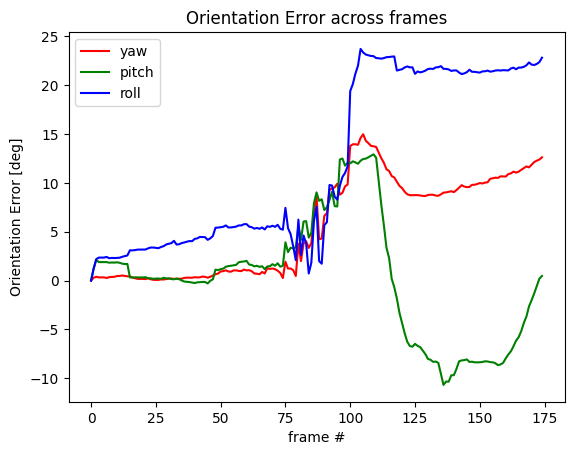 Orientation Error across frames
yaw
pitch
roll
Orientation Error [deg]
25
20
15
10
5
0
−5
−10
0 25 50 75 100 125 150 175
frame #